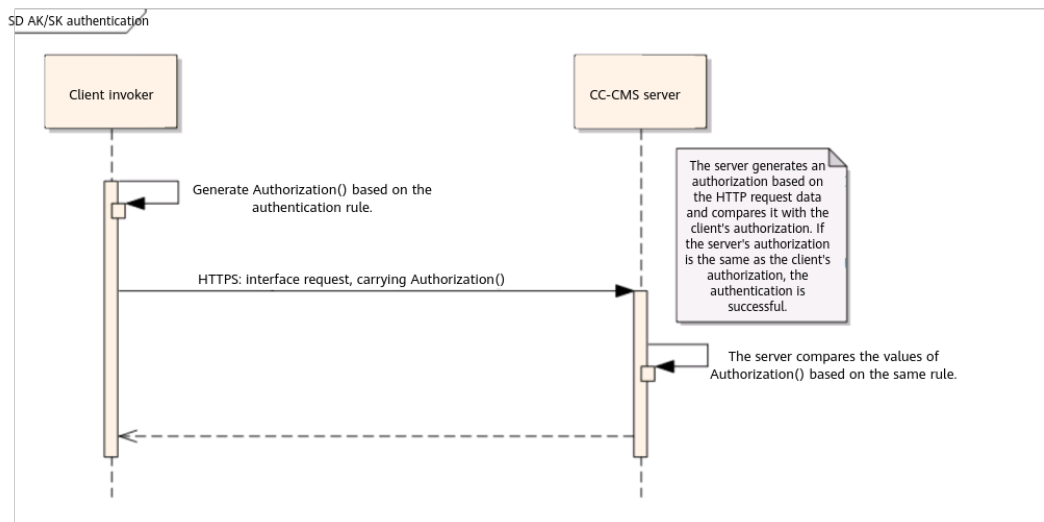 SD AK/SK authentication
Client invoker
CC-CMS server
The server generates an
authorization based on
the HTTP request data
and compares it with the
client's authorization. If
the server's authorization
is the same as the client's
authorization, the
authentication is
successful.
Generate Authorization() based on the
authentication rule.
HTTPS: interface request, carrying Authorization()
The server compares the values of
Authorization() based on the same rule.